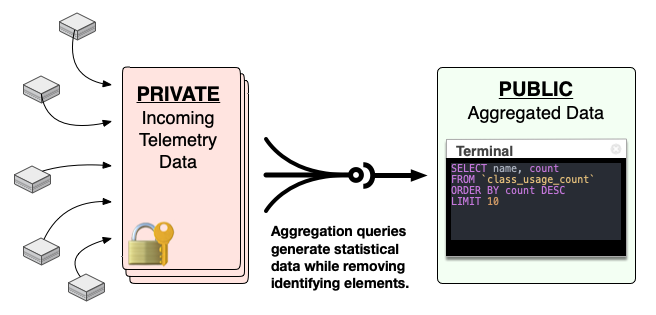 PRIVATE
Incoming
Telemetry
Data
Aggregation queries
generate statistical
data while removing
identifying elements.
PUBLIC
Aggregated Data
Terminal
SELECT name, count
FROM `class_usage_count`
ORDER BY count DESC
LIMIT 10